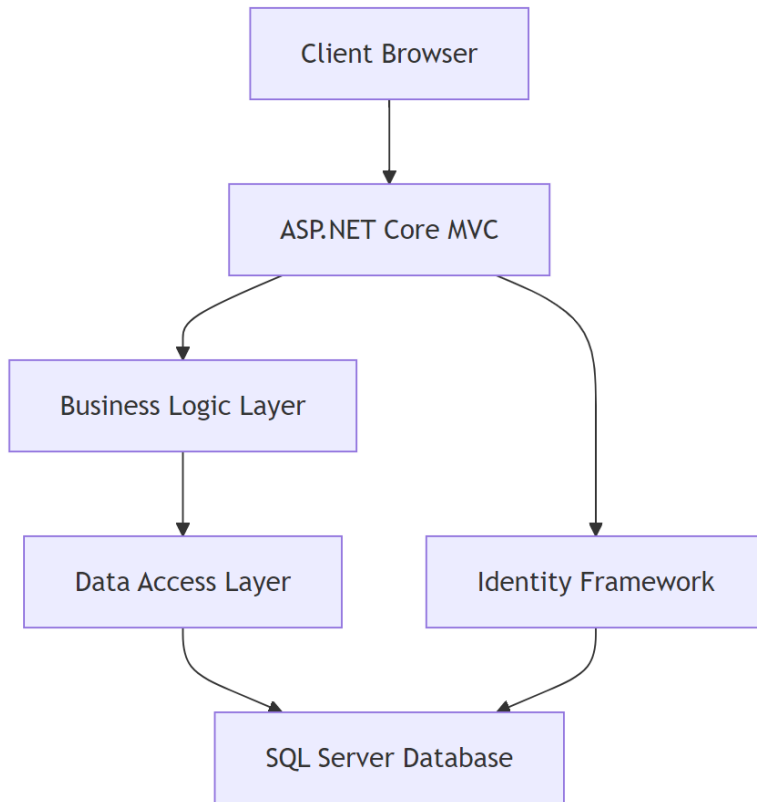 Client Browser
ASP.NET Core MVC
Business Logic Layer
Data Access Layer
Identity Framework
SQL Server Database